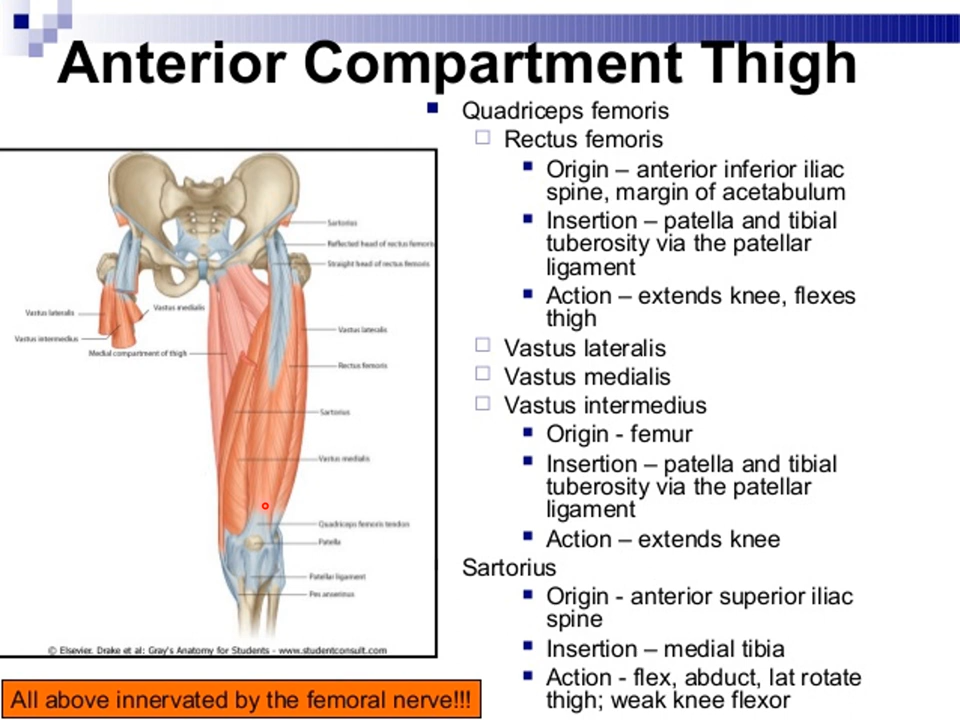 Anterior Compartment Thigh
Quadriceps femoris
Rectus femoris
Origin – anterior inferior iliac
spine, margin of acetabulum
Insertion – patella and tibial
tuberosity via the patellar
ligament
Action – extends knee, flexes
thigh
Vastus lateralis
Vastus medialis
Vastus intermedius
Origin - femur
Insertion – patella and tibial
tuberosity via the patellar
ligament
Action – extends knee
Sartorius
Origin - anterior superior iliac
spine
Insertion – medial tibia
Action - flex, abduct, lat rotate
thigh; weak knee flexor
Sartorius
Reflected head of rectus femoris
Straight head of rectus femoris
Vastus medialis
Vastus lateralis
Vastus intermedius
Medial compartment of thigh
Vastus lateralis
Rectus femoris
Sartorius
Vastus medialis
Quadriceps femoris tendon
Patella
Patellar ligament
Pes anserinus
© Elsevier. Drake et al: Gray's Anatomy for Students - www.studentconsult.com
All above innervated by the femoral nerve!!!